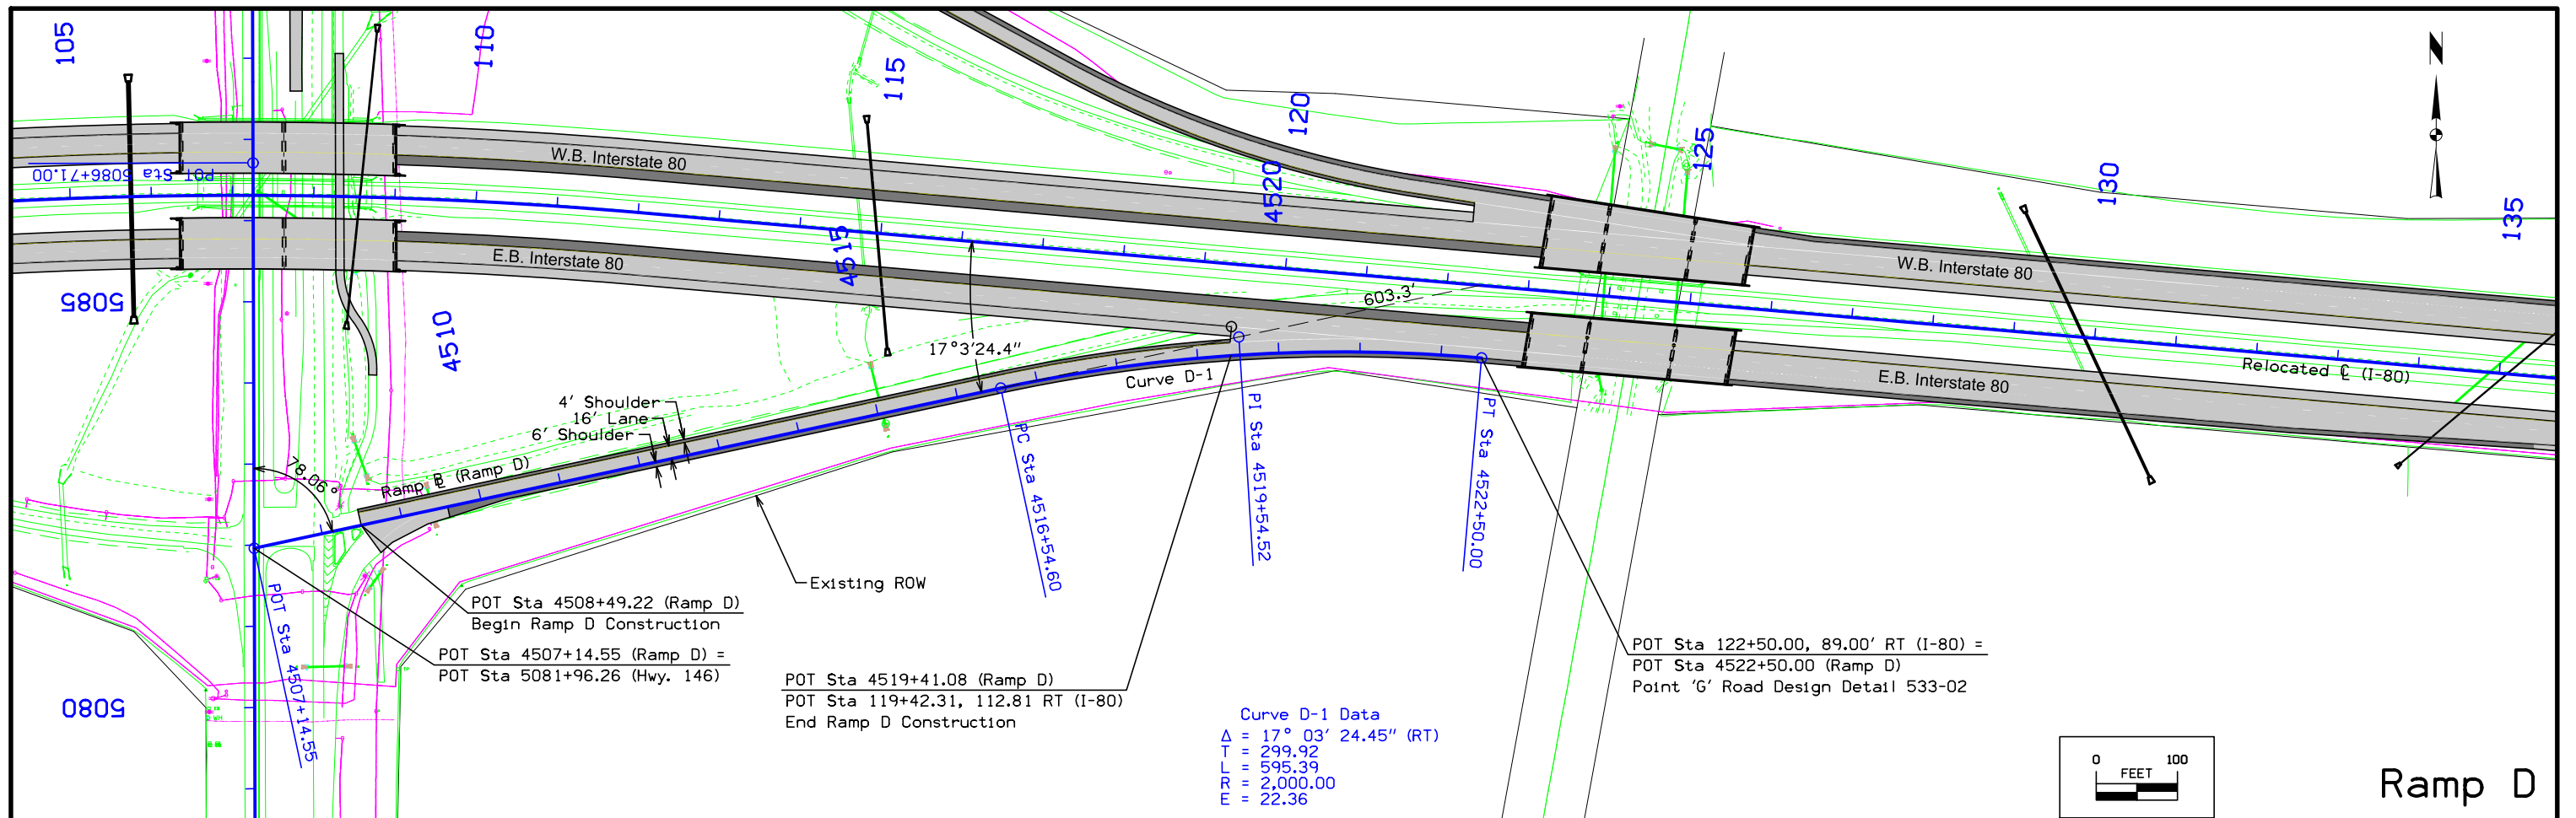 105
110
115
120
125
130
135
N
W.B. Interstate 80
POT Sta 5086+71.00
4520
4515
E.B. Interstate 80
W.B. Interstate 80
603.3'
5085
4510
17°3'24.4"
Curve D-1
E.B. Interstate 80
Relocated ℄ (I-80)
4' Shoulder
16' Lane
6' Shoulder
78.06°
Ramp ℄ (Ramp D)
PC Sta 4516+54.60
PI Sta 4519+54.52
PT Sta 4522+50.00
Existing ROW
POT Sta 4507+14.55
POT Sta 4508+49.22 (Ramp D)
Begin Ramp D Construction
POT Sta 4507+14.55 (Ramp D) =
POT Sta 5081+96.26 (Hwy. 146)
POT Sta 4519+41.08 (Ramp D)
POT Sta 119+42.31, 112.81 RT (I-80)
End Ramp D Construction
POT Sta 122+50.00, 89.00' RT (I-80) =
POT Sta 4522+50.00 (Ramp D)
Point 'G' Road Design Detail 533-02
5080
Curve D-1 Data
Δ = 17° 03' 24.45" (RT)
T = 299.92
L = 595.39
R = 2,000.00
E = 22.36
0 100
FEET
Ramp D